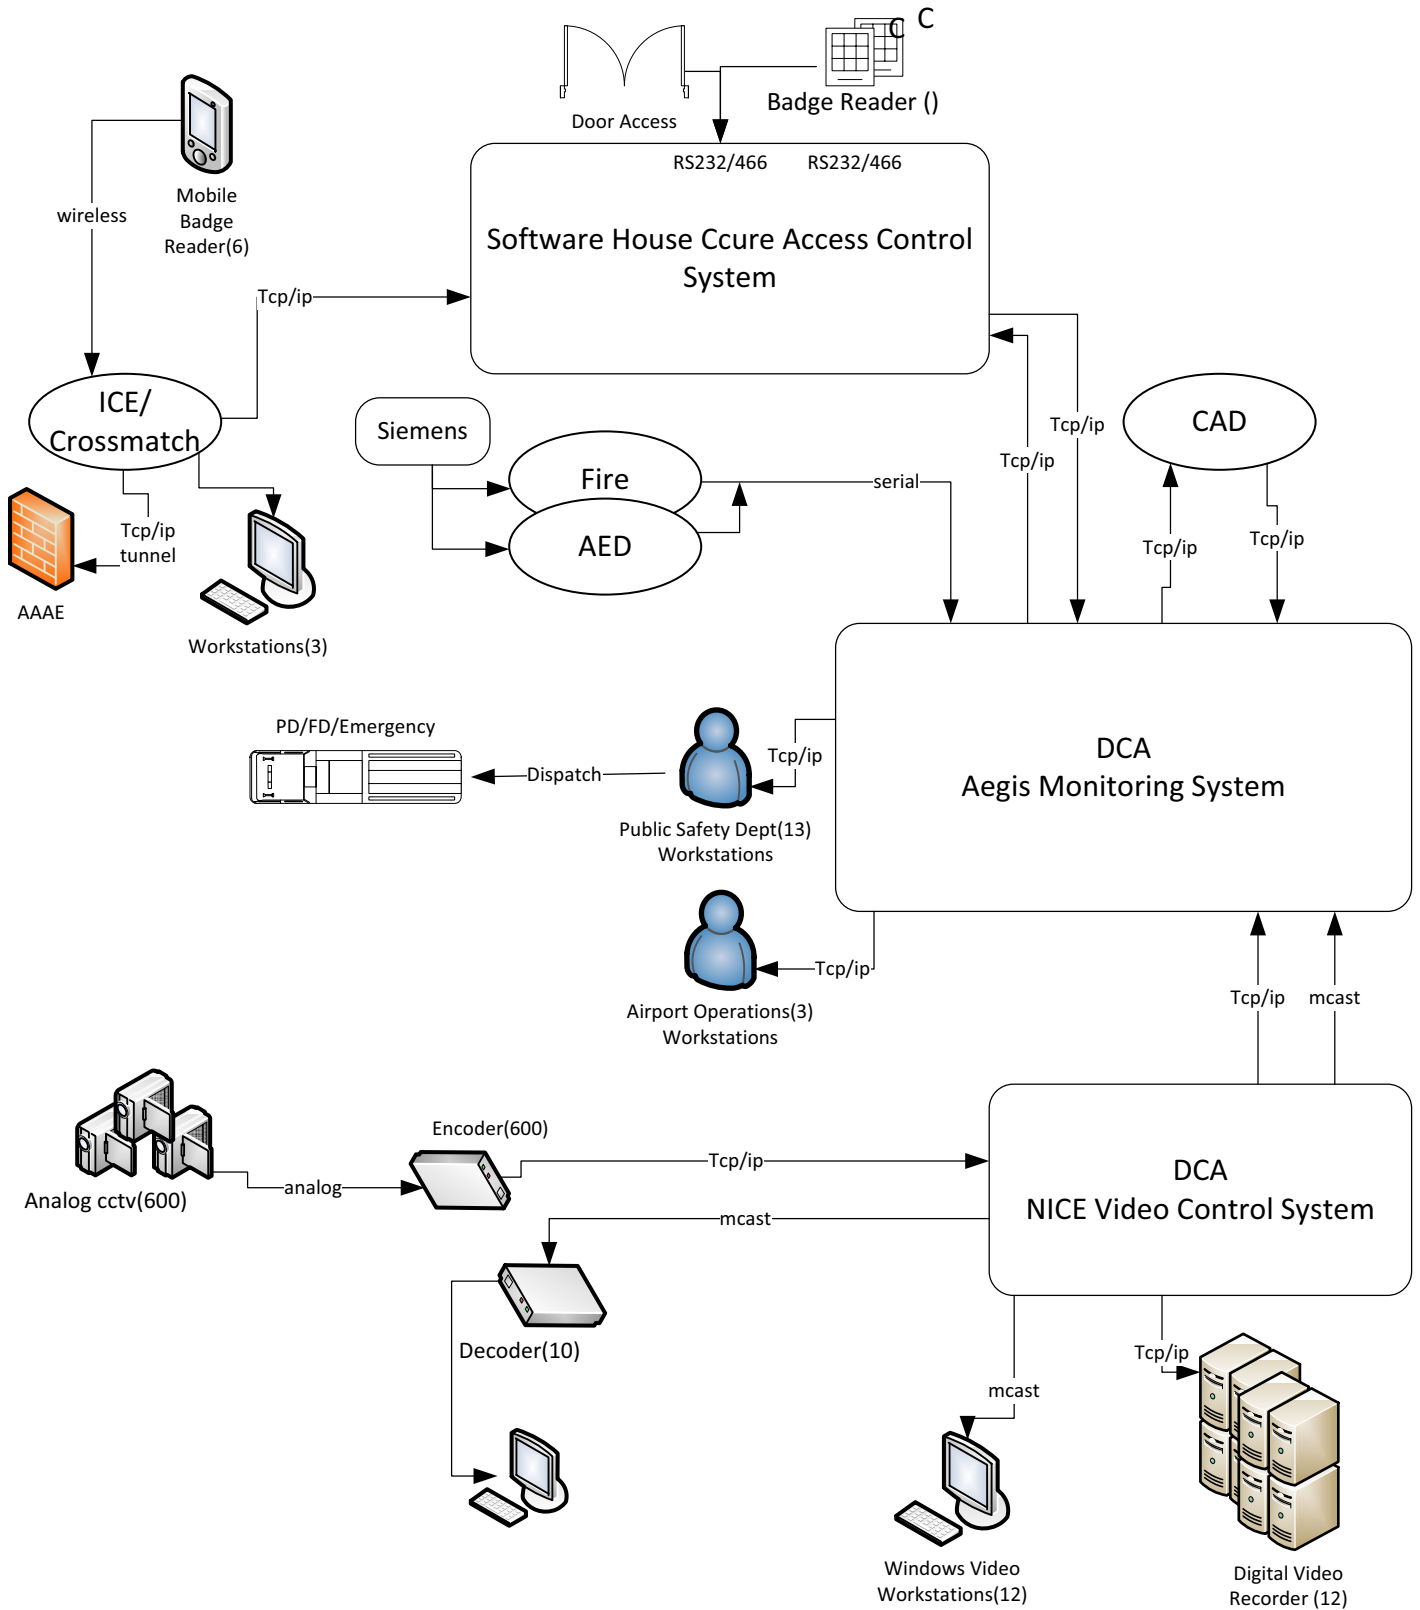 C
C
Badge Reader ()
Door Access
RS232/466
RS232/466
Software House Ccure Access Control
System
Mobile
Badge
Reader(6)
wireless
Tcp/ip
ICE/
Crossmatch
Siemens
Fire
AED
serial
Tcp/ip
Tcp/ip
CAD
Tcp/ip
Tcp/ip
Tcp/ip
tunnel
AAAE
Workstations(3)
PD/FD/Emergency
Dispatch
Tcp/ip
Public Safety Dept(13)
Workstations
DCA
Aegis Monitoring System
Tcp/ip
Airport Operations(3)
Workstations
Tcp/ip
mcast
Analog cctv(600)
analog
Encoder(600)
Tcp/ip
mcast
DCA
NICE Video Control System
Decoder(10)
mcast
Tcp/ip
Windows Video
Workstations(12)
Digital Video
Recorder (12)